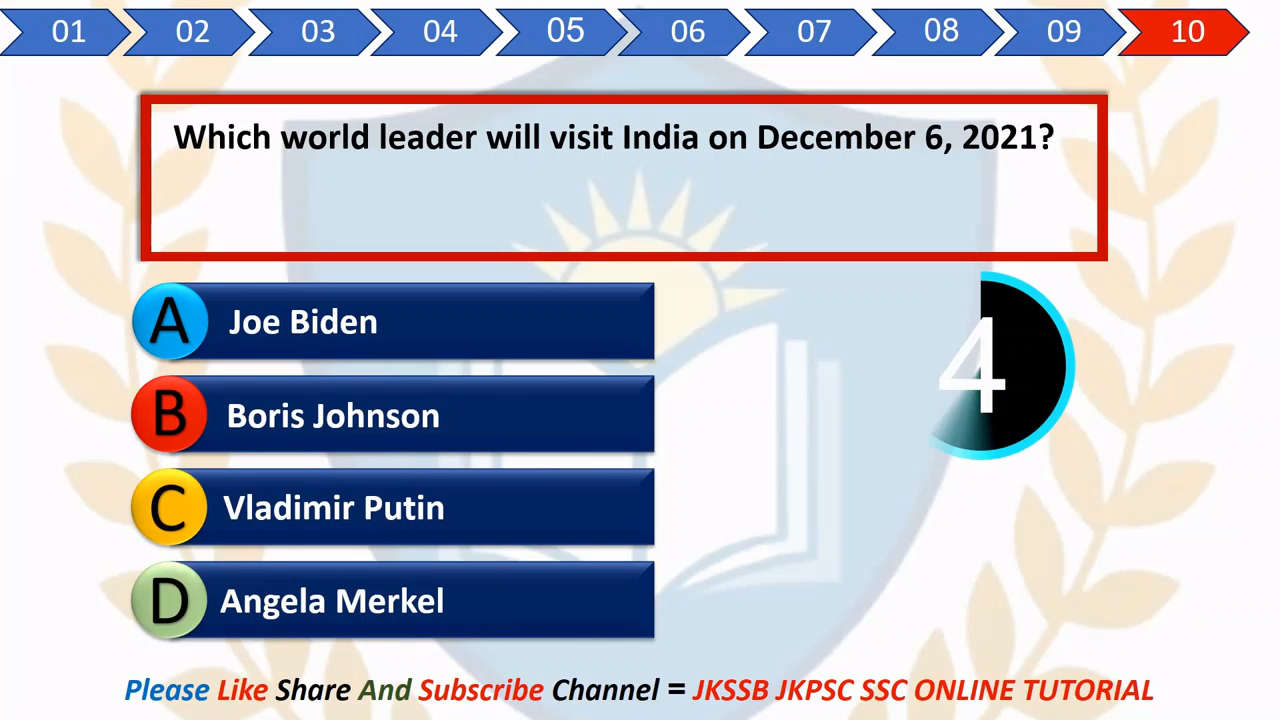 01 02 03 04 05 06 07 08 09 10
Which world leader will visit India on December 6, 2021?
A Joe Biden
4
B Boris Johnson
C Vladimir Putin
D Angela Merkel
Please Like Share And Subscribe Channel = JKSSB JKPSC SSC ONLINE TUTORIAL